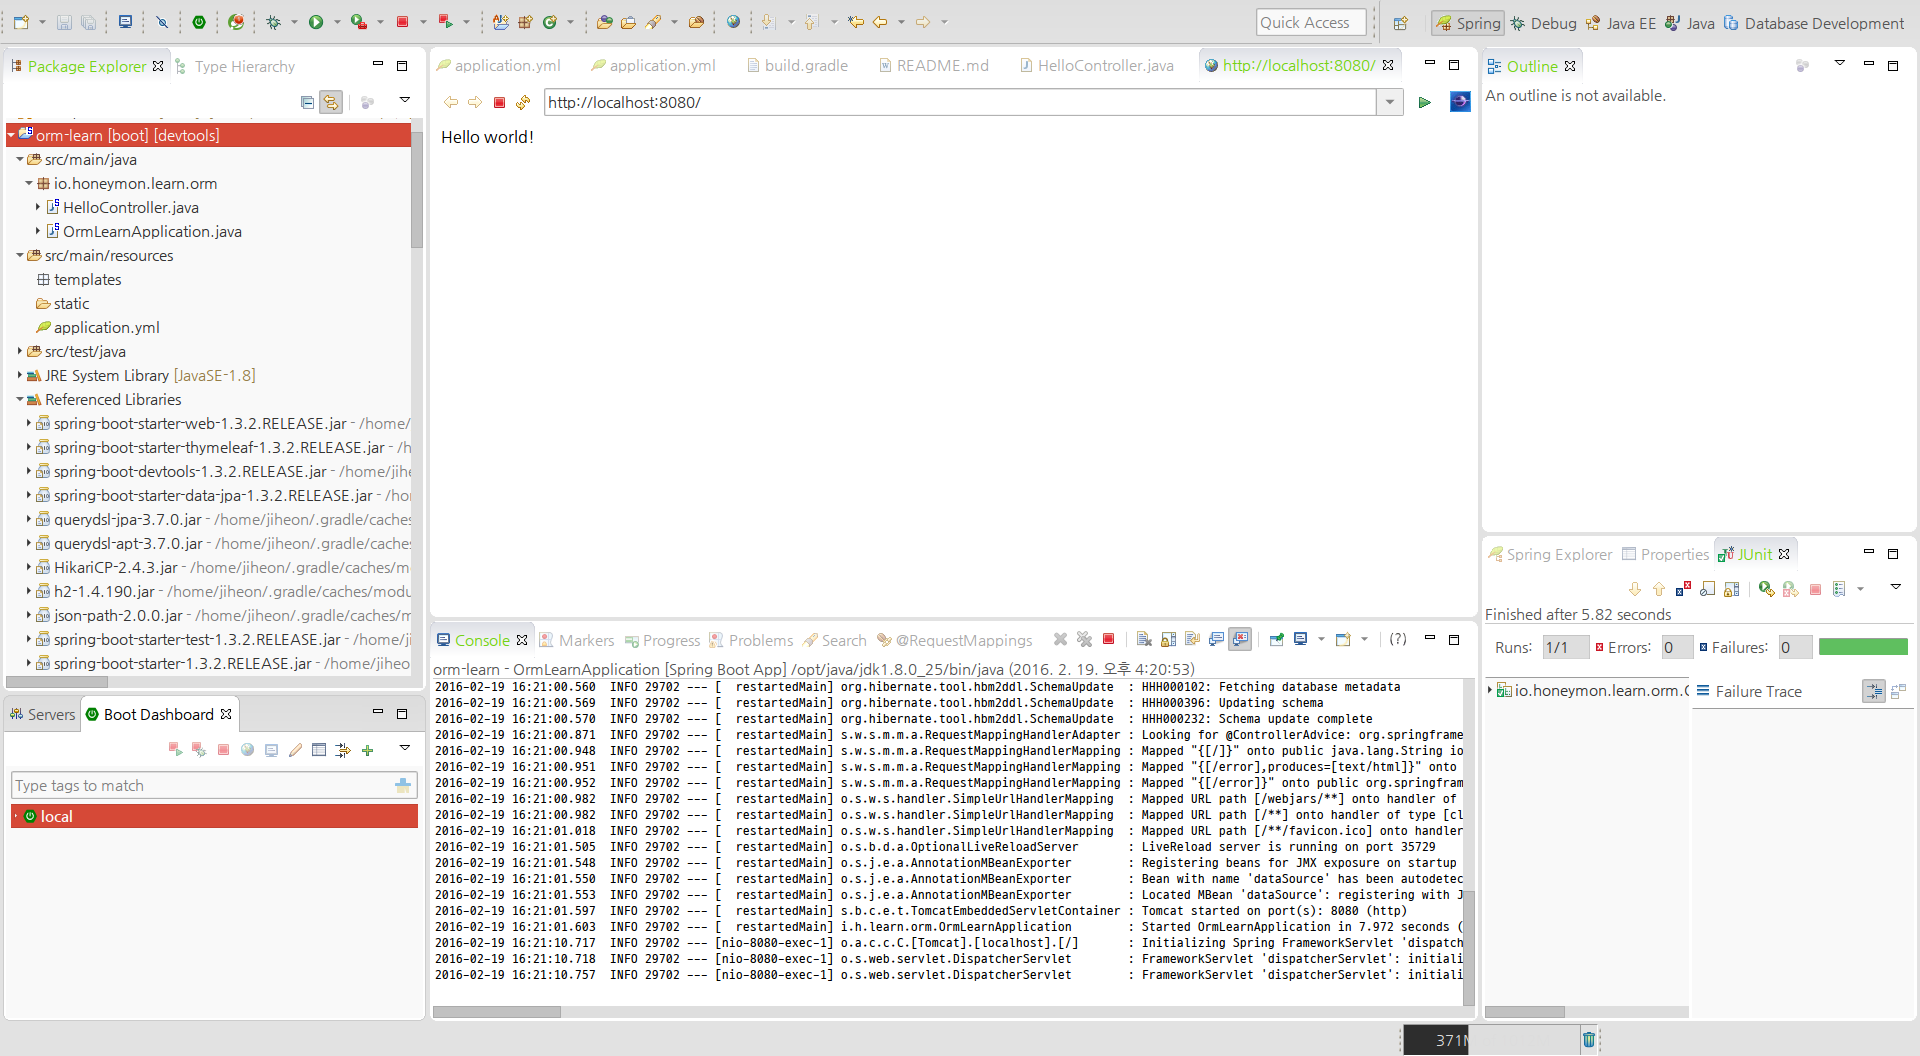 Quick Access
Spring
Debug
Java EE
Java
Database Development
Package Explorer
Type Hierarchy
orm-learn [boot] [devtools]
src/main/java
io.honeymon.learn.orm
HelloController.java
OrmLearnApplication.java
src/main/resources
templates
static
application.yml
src/test/java
JRE System Library [JavaSE-1.8]
Referenced Libraries
spring-boot-starter-web-1.3.2.RELEASE.jar - /home/
spring-boot-starter-thymeleaf-1.3.2.RELEASE.jar - /h
spring-boot-devtools-1.3.2.RELEASE.jar - /home/jihe
spring-boot-starter-data-jpa-1.3.2.RELEASE.jar - /ho
querydsl-jpa-3.7.0.jar - /home/jiheon/.gradle/caches
querydsl-apt-3.7.0.jar - /home/jiheon/.gradle/caches
HikariCP-2.4.3.jar - /home/jiheon/.gradle/caches/m
h2-1.4.190.jar - /home/jiheon/.gradle/caches/modu
json-path-2.0.0.jar - /home/jiheon/.gradle/caches/m
spring-boot-starter-test-1.3.2.RELEASE.jar - /home/ji
spring-boot-starter-1.3.2.RELEASE.jar - /home/jiheo
Servers
Boot Dashboard
Type tags to match
local
application.yml
application.yml
build.gradle
README.md
HelloController.java
http://localhost:8080/
http://localhost:8080/
Hello world!
Console
Markers
Progress
Problems
Search
@RequestMappings
orm-learn - OrmLearnApplication [Spring Boot App] /opt/java/jdk1.8.0_25/bin/java (2016. 2. 19. 오후 4:20:53)
2016-02-19 16:21:00.560  INFO 29702 --- [  restartedMain] org.hibernate.tool.hbm2ddl.SchemaUpdate  : HHH000102: Fetching database metadata
2016-02-19 16:21:00.569  INFO 29702 --- [  restartedMain] org.hibernate.tool.hbm2ddl.SchemaUpdate  : HHH000396: Updating schema
2016-02-19 16:21:00.570  INFO 29702 --- [  restartedMain] org.hibernate.tool.hbm2ddl.SchemaUpdate  : HHH000232: Schema update complete
2016-02-19 16:21:00.871  INFO 29702 --- [  restartedMain] s.w.s.m.m.a.RequestMappingHandlerAdapter : Looking for @ControllerAdvice: org.springframe
2016-02-19 16:21:00.948  INFO 29702 --- [  restartedMain] s.w.s.m.m.a.RequestMappingHandlerMapping : Mapped "{[/]}" onto public java.lang.String io
2016-02-19 16:21:00.951  INFO 29702 --- [  restartedMain] s.w.s.m.m.a.RequestMappingHandlerMapping : Mapped "{[/error],produces=[text/html]}" onto
2016-02-19 16:21:00.952  INFO 29702 --- [  restartedMain] s.w.s.m.m.a.RequestMappingHandlerMapping : Mapped "{[/error]}" onto public org.springfram
2016-02-19 16:21:00.982  INFO 29702 --- [  restartedMain] o.s.w.s.handler.SimpleUrlHandlerMapping  : Mapped URL path [/webjars/**] onto handler of
2016-02-19 16:21:00.982  INFO 29702 --- [  restartedMain] o.s.w.s.handler.SimpleUrlHandlerMapping  : Mapped URL path [/**] onto handler of type [cl
2016-02-19 16:21:01.018  INFO 29702 --- [  restartedMain] o.s.w.s.handler.SimpleUrlHandlerMapping  : Mapped URL path [/**/favicon.ico] onto handler
2016-02-19 16:21:01.505  INFO 29702 --- [  restartedMain] o.s.b.d.a.OptionalLiveReloadServer       : LiveReload server is running on port 35729
2016-02-19 16:21:01.548  INFO 29702 --- [  restartedMain] o.s.j.e.a.AnnotationMBeanExporter        : Registering beans for JMX exposure on startup
2016-02-19 16:21:01.550  INFO 29702 --- [  restartedMain] o.s.j.e.a.AnnotationMBeanExporter        : Bean with name 'dataSource' has been autodetec
2016-02-19 16:21:01.553  INFO 29702 --- [  restartedMain] o.s.j.e.a.AnnotationMBeanExporter        : Located MBean 'dataSource': registering with J
2016-02-19 16:21:01.597  INFO 29702 --- [  restartedMain] s.b.c.e.t.TomcatEmbeddedServletContainer : Tomcat started on port(s): 8080 (http)
2016-02-19 16:21:01.603  INFO 29702 --- [  restartedMain] i.h.learn.orm.OrmLearnApplication        : Started OrmLearnApplication in 7.972 seconds (
2016-02-19 16:21:10.717  INFO 29702 --- [nio-8080-exec-1] o.a.c.c.C.[Tomcat].[localhost].[/]       : Initializing Spring FrameworkServlet 'dispatch
2016-02-19 16:21:10.718  INFO 29702 --- [nio-8080-exec-1] o.s.web.servlet.DispatcherServlet        : FrameworkServlet 'dispatcherServlet': initiali
2016-02-19 16:21:10.757  INFO 29702 --- [nio-8080-exec-1] o.s.web.servlet.DispatcherServlet        : FrameworkServlet 'dispatcherServlet': initiali
Outline
An outline is not available.
Spring Explorer
Properties
JUnit
Finished after 5.82 seconds
Runs: 1/1
Errors: 0
Failures: 0
io.honeymon.learn.orm.
Failure Trace
371M